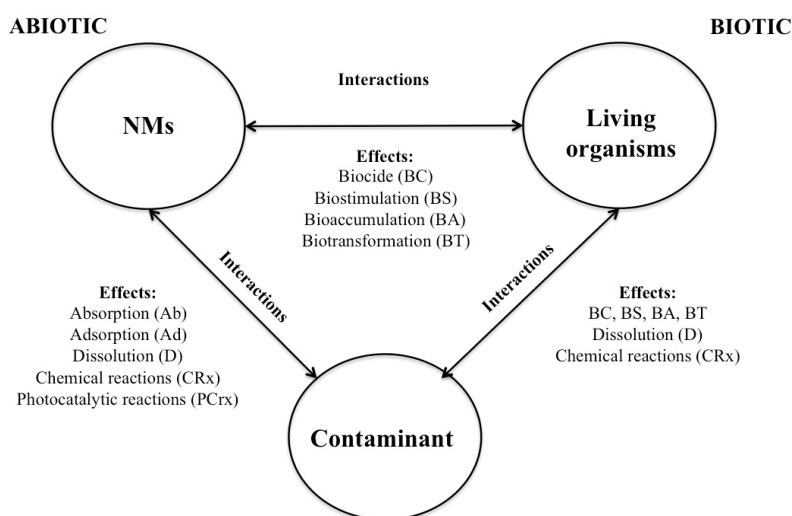 ABIOTIC
BIOTIC
Interactions
NMs
Living
organisms
Effects:
Biocide (BC)
Biostimulation (BS)
Bioaccumulation (BA)
Biotransformation (BT)
Interactions
Interactions
Effects:
Absorption (Ab)
Adsorption (Ad)
Dissolution (D)
Chemical reactions (CRx)
Photocatalytic reactions (PCrx)
Effects:
BC, BS, BA, BT
Dissolution (D)
Chemical reactions (CRx)
Contaminant